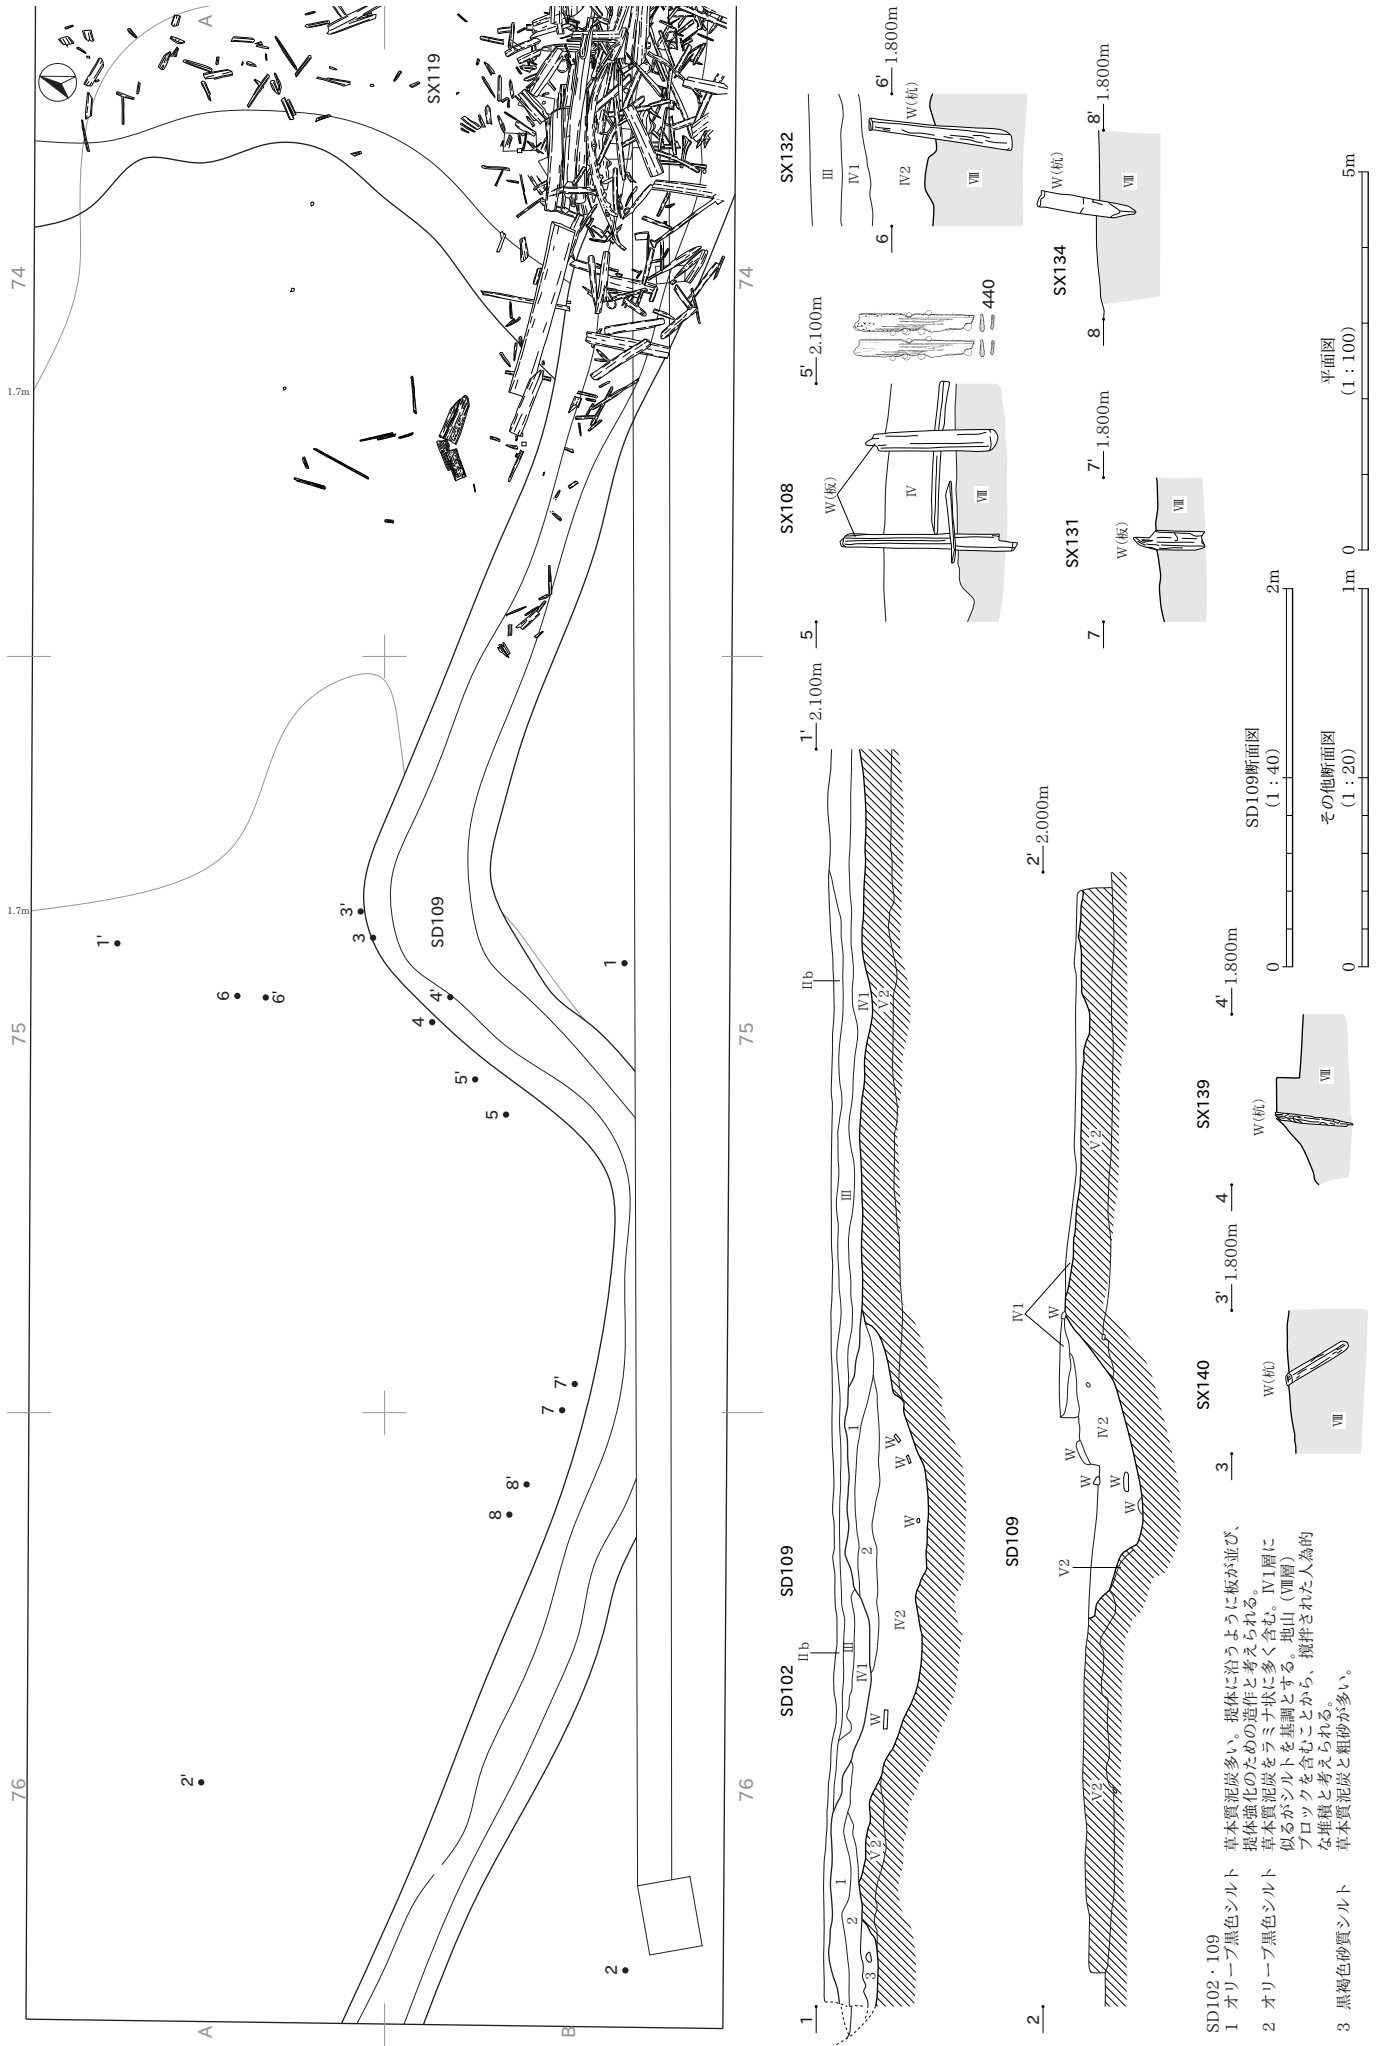 74
75
76
A
A
B
1.7m
1.7m
SX119
SD109
1'
1
2'
2
3'
3
4'
4
5'
5
6
6'
7'
7
8'
8
74
75
76
SD102
SD109
1
1' 2.100m
Ⅱb
Ⅱb
Ⅲ
Ⅲ
Ⅳ1
Ⅳ1
Ⅳ2
Ⅴ2
Ⅴ2
1
2
3
1
2
W
W
W
W
SD109
2
2' 2.000m
Ⅳ1
Ⅳ2
Ⅴ2
Ⅴ2
Ⅴ2
W
W
W
W
W
SX108
5
5' 2.100m
W(板)
Ⅳ
Ⅷ
440
SX132
6
6' 1.800m
W(杭)
Ⅲ
Ⅳ1
Ⅳ2
Ⅷ
SX131
7
7' 1.800m
W(板)
Ⅷ
SX134
8
8' 1.800m
W(杭)
Ⅷ
SX140
3
3' 1.800m
W(杭)
Ⅷ
SX139
4
4' 1.800m
W(杭)
Ⅷ
SD109断面図
(1：40)
0
2m
その他断面図
(1：20)
0
1m
平面図
(1：100)
0
5m
SD102・109
1 オリーブ黒色シルト 草本質泥炭多い。堤体に沿うように板が並び、
堤体強化のための造作と考えられる。
2 オリーブ黒色シルト 草本質泥炭をラミナ状に多く含む。Ⅳ1層に
似るがシルトを基調とする。地山（Ⅷ層）
ブロックを含むことから、撹拌された人為的
な堆積と考えられる。
3 黒褐色砂質シルト 草本質泥炭と粗砂が多い。